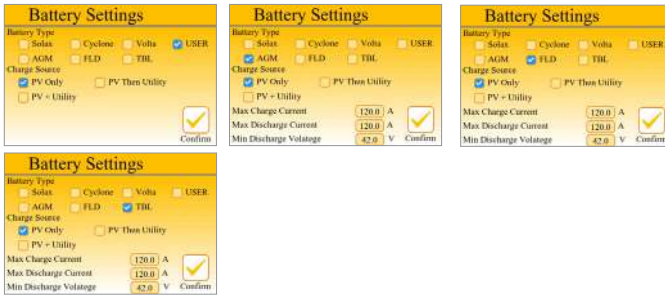 Battery Settings
Battery Type
Solax Cyclone Volta USER
AGM FLD TBL
Charge Source
PV Only PV Then Utility
PV + Utility
Confirm
Battery Settings
Battery Type
Solax Cyclone Volta USER
AGM FLD TBL
Charge Source
PV Only PV Then Utility
PV + Utility
Max Charge Current 120.0 A
Max Discharge Current 120.0 A
Min Discharge Volatege 42.0 V Confirm
Battery Settings
Battery Type
Solax Cyclone Volta USER
AGM FLD TBL
Charge Source
PV Only PV Then Utility
PV + Utility
Max Charge Current 120.0 A
Max Discharge Current 120.0 A
Min Discharge Volatege 42.0 V Confirm
Battery Settings
Battery Type
Solax Cyclone Volta USER
AGM FLD TBL
Charge Source
PV Only PV Then Utility
PV + Utility
Max Charge Current 120.0 A
Max Discharge Current 120.0 A
Min Discharge Volatege 42.0 V Confirm